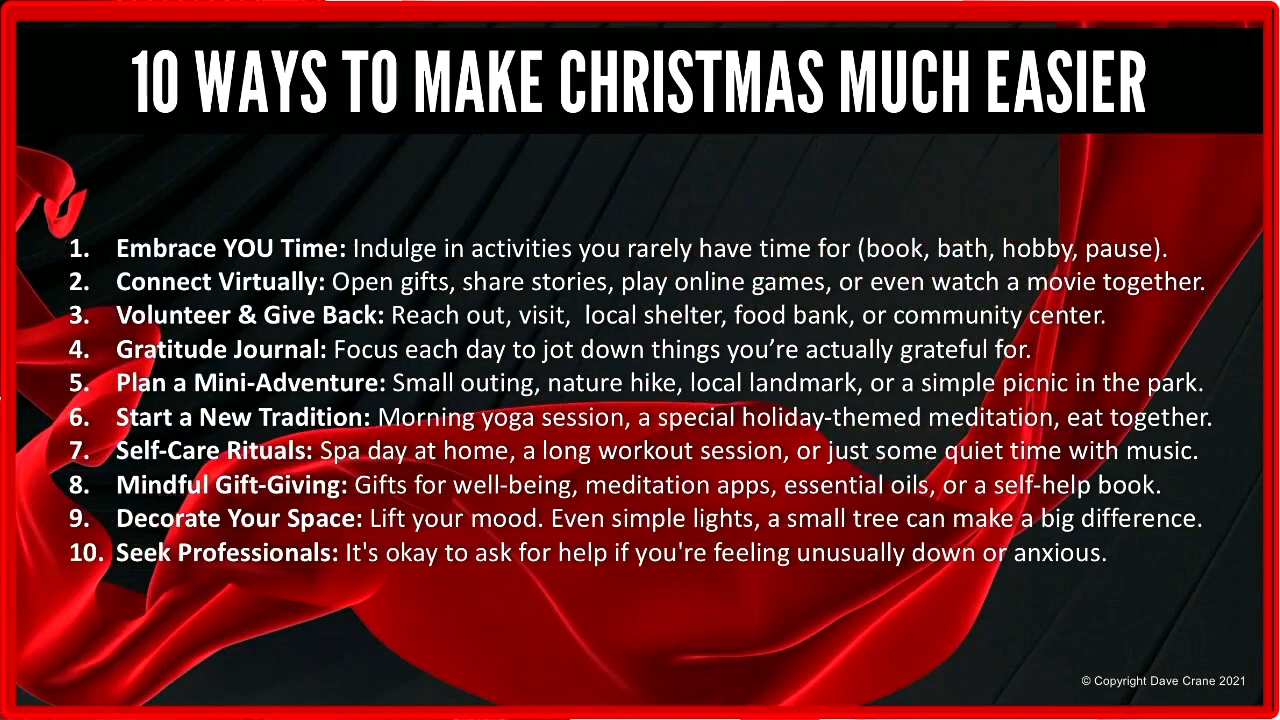 10 WAYS TO MAKE CHRISTMAS MUCH EASIER
1. Embrace YOU Time: Indulge in activities you rarely have time for (book, bath, hobby, pause).
2. Connect Virtually: Open gifts, share stories, play online games, or even watch a movie together.
3. Volunteer & Give Back: Reach out, visit,  local shelter, food bank, or community center.
4. Gratitude Journal: Focus each day to jot down things you’re actually grateful for.
5. Plan a Mini-Adventure: Small outing, nature hike, local landmark, or a simple picnic in the park.
6. Start a New Tradition: Morning yoga session, a special holiday-themed meditation, eat together.
7. Self-Care Rituals: Spa day at home, a long workout session, or just some quiet time with music.
8. Mindful Gift-Giving: Gifts for well-being, meditation apps, essential oils, or a self-help book.
9. Decorate Your Space: Lift your mood. Even simple lights, a small tree can make a big difference.
10. Seek Professionals: It's okay to ask for help if you're feeling unusually down or anxious.
© Copyright Dave Crane 2021